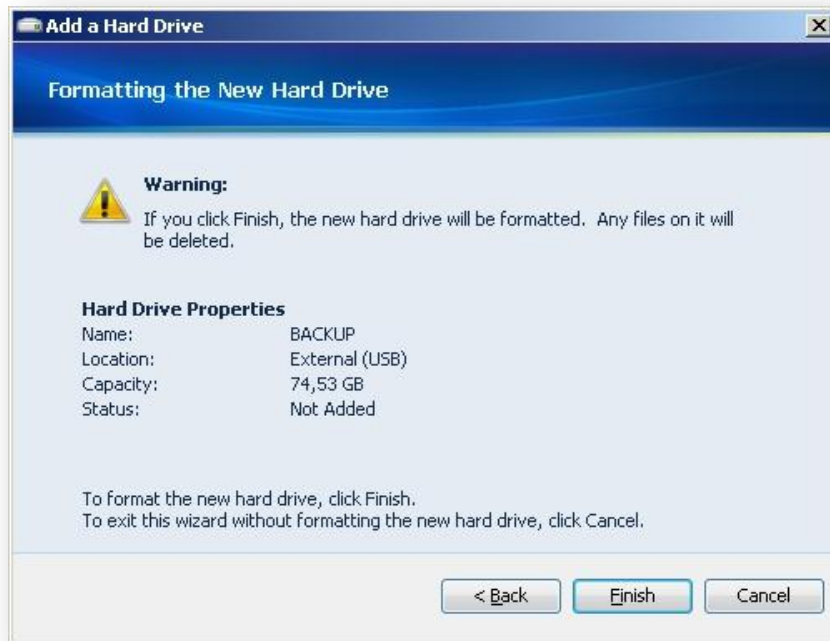 Add a Hard Drive
Formatting the New Hard Drive
Warning:
If you click Finish, the new hard drive will be formatted.  Any files on it will
be deleted.
Hard Drive Properties
Name: BACKUP
Location: External (USB)
Capacity: 74,53 GB
Status: Not Added
To format the new hard drive, click Finish.
To exit this wizard without formatting the new hard drive, click Cancel.
< Back Finish Cancel